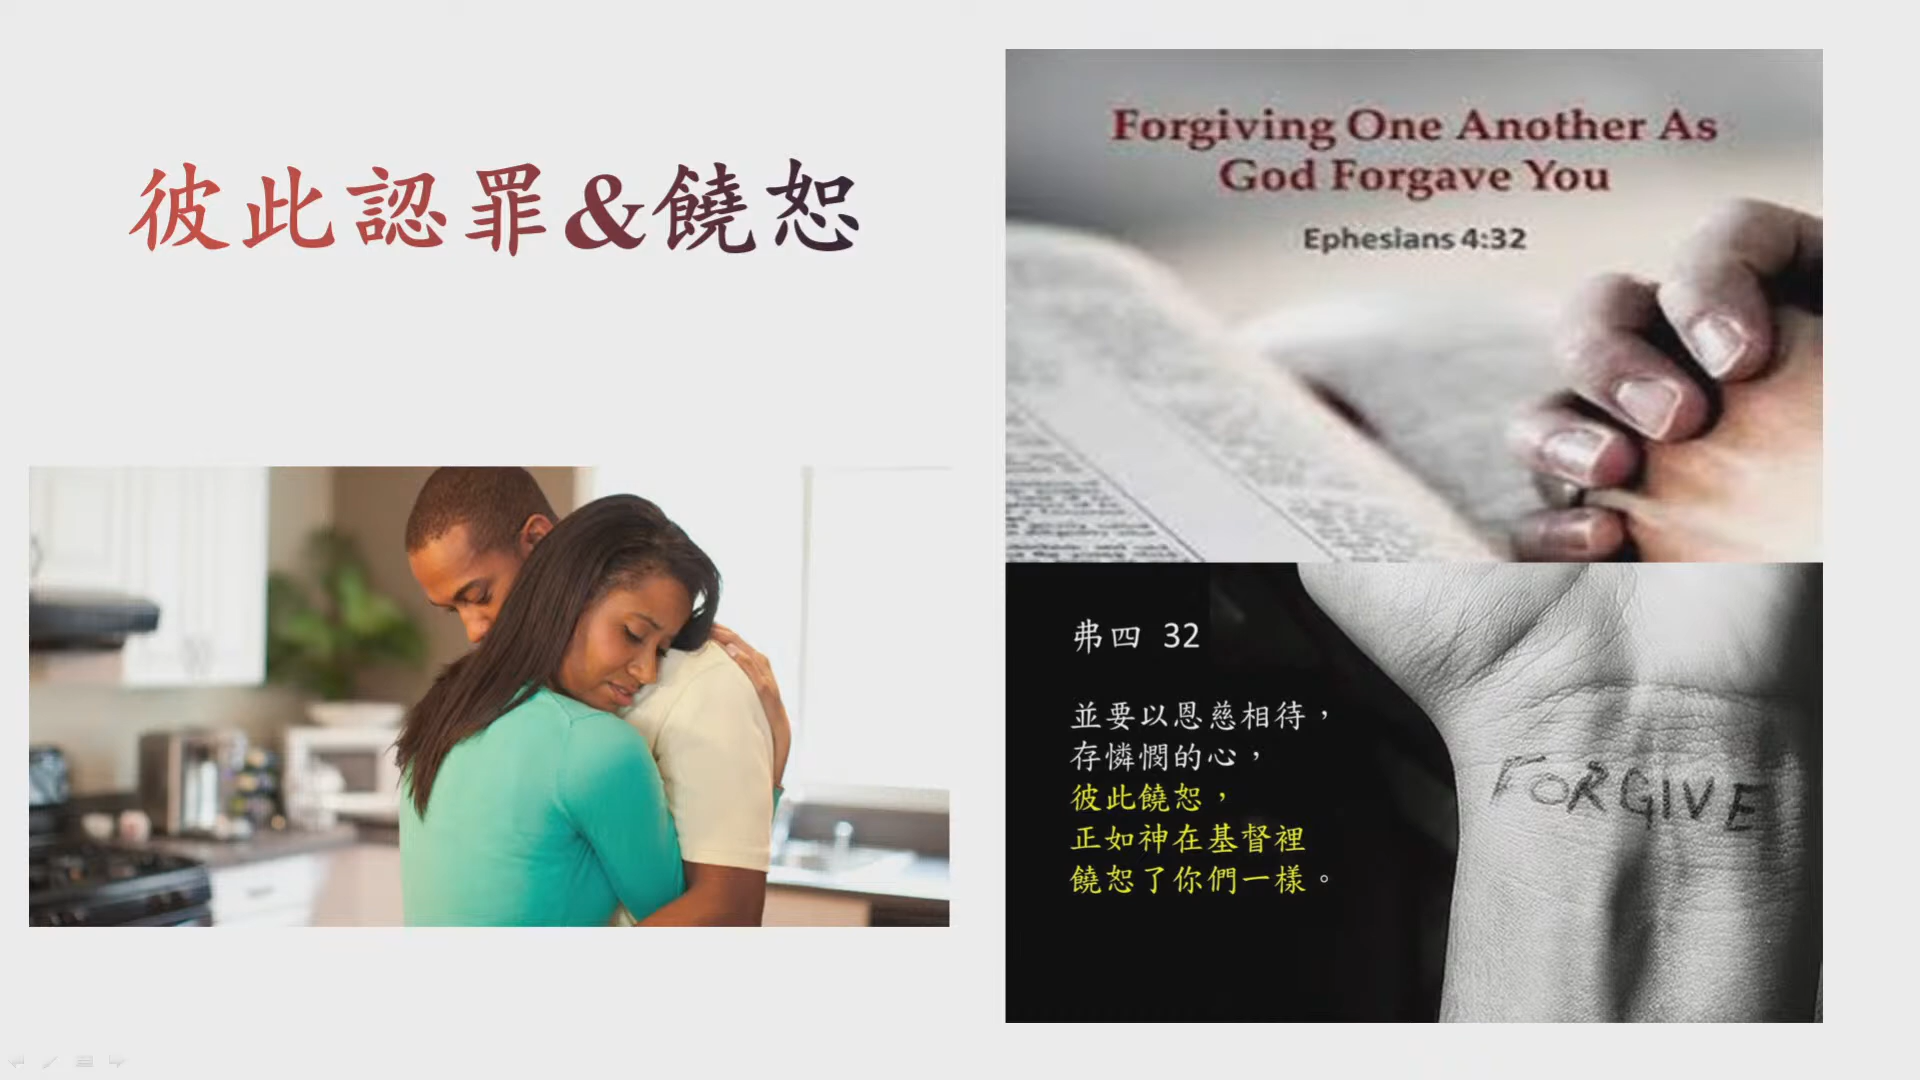 彼此認罪&饒恕
Forgiving One Another As
God Forgave You
Ephesians 4:32
弗四 32
並要以恩慈相待，
存憐憫的心，
彼此饒恕，
正如神在基督裡
饒恕了你們一樣。
FORGIVE